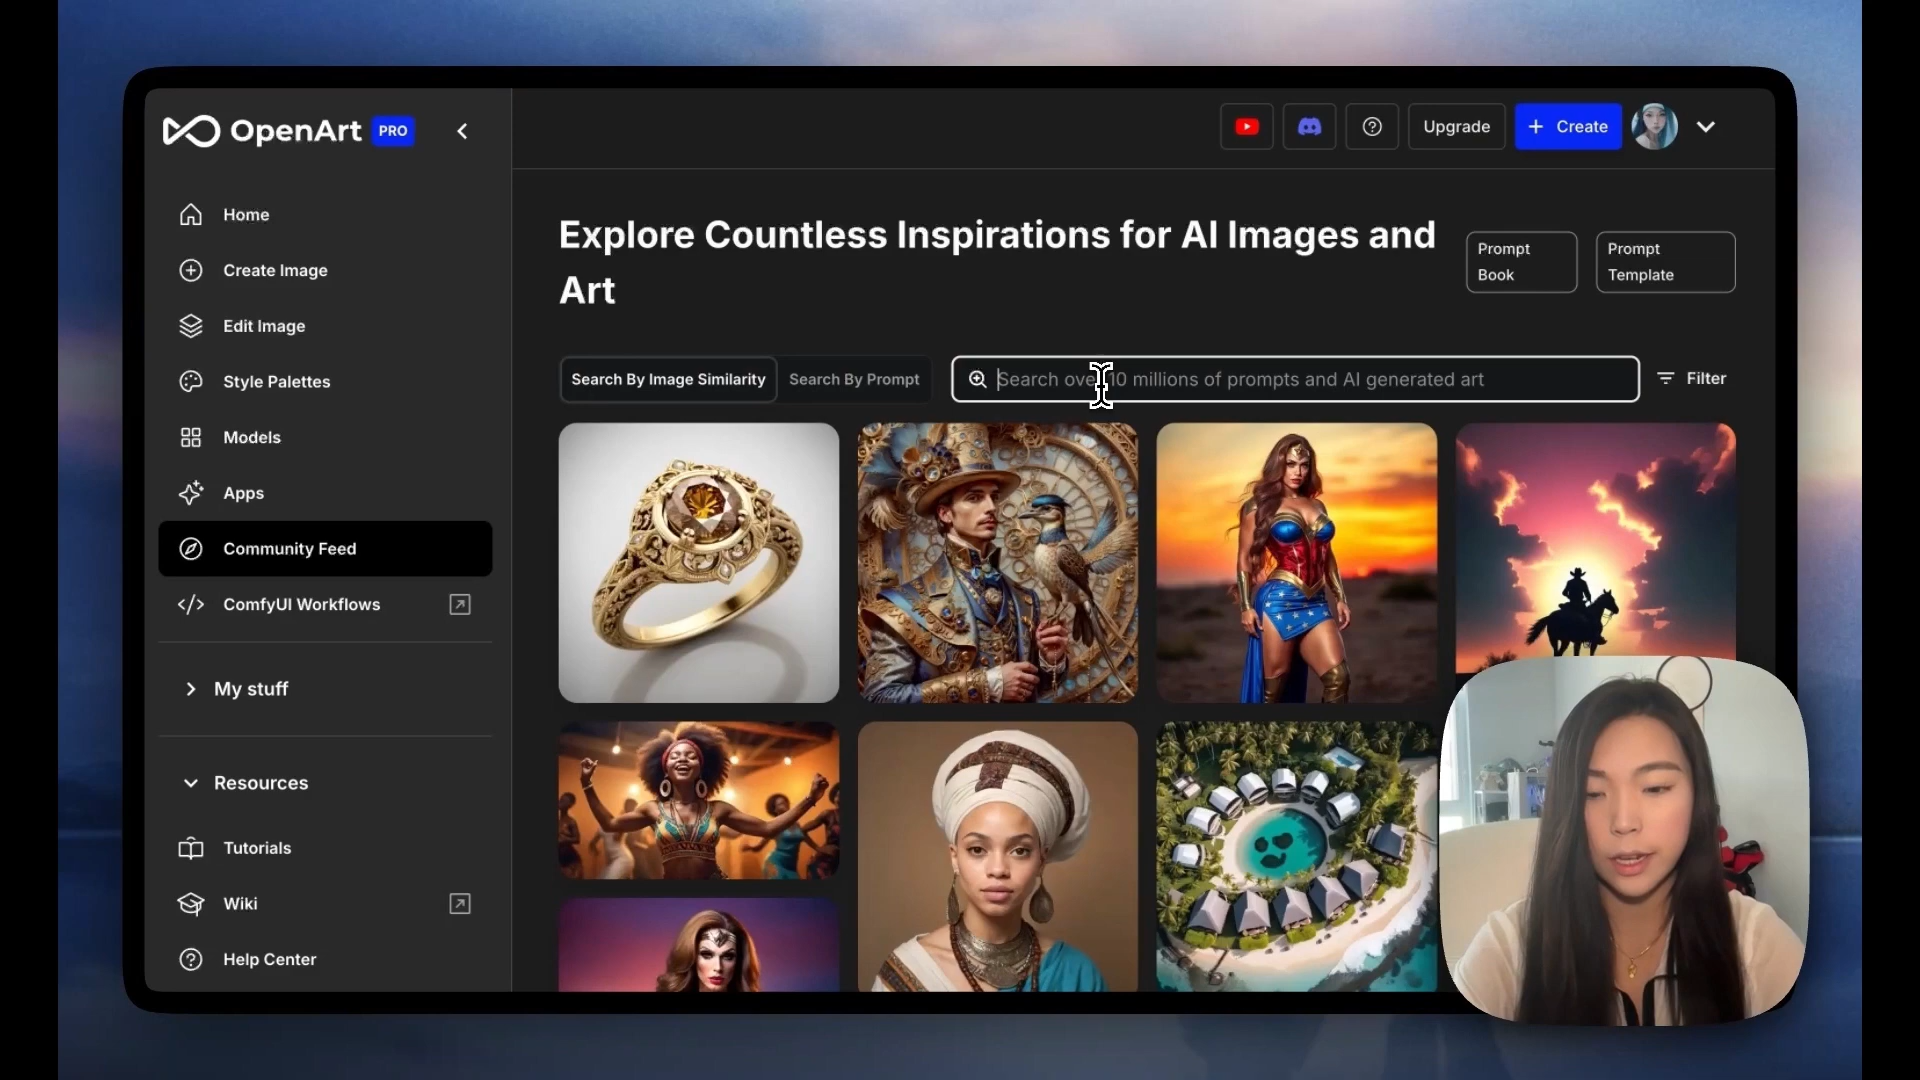 OpenArt PRO
Upgrade
+ Create
Home
Create Image
Edit Image
Style Palettes
Models
Apps
Community Feed
ComfyUI Workflows
My stuff
Resources
Tutorials
Wiki
Help Center
Explore Countless Inspirations for AI Images and
Art
Prompt
Book
Prompt
Template
Search By Image Similarity
Search By Prompt
Search over 10 millions of prompts and AI generated art
Filter